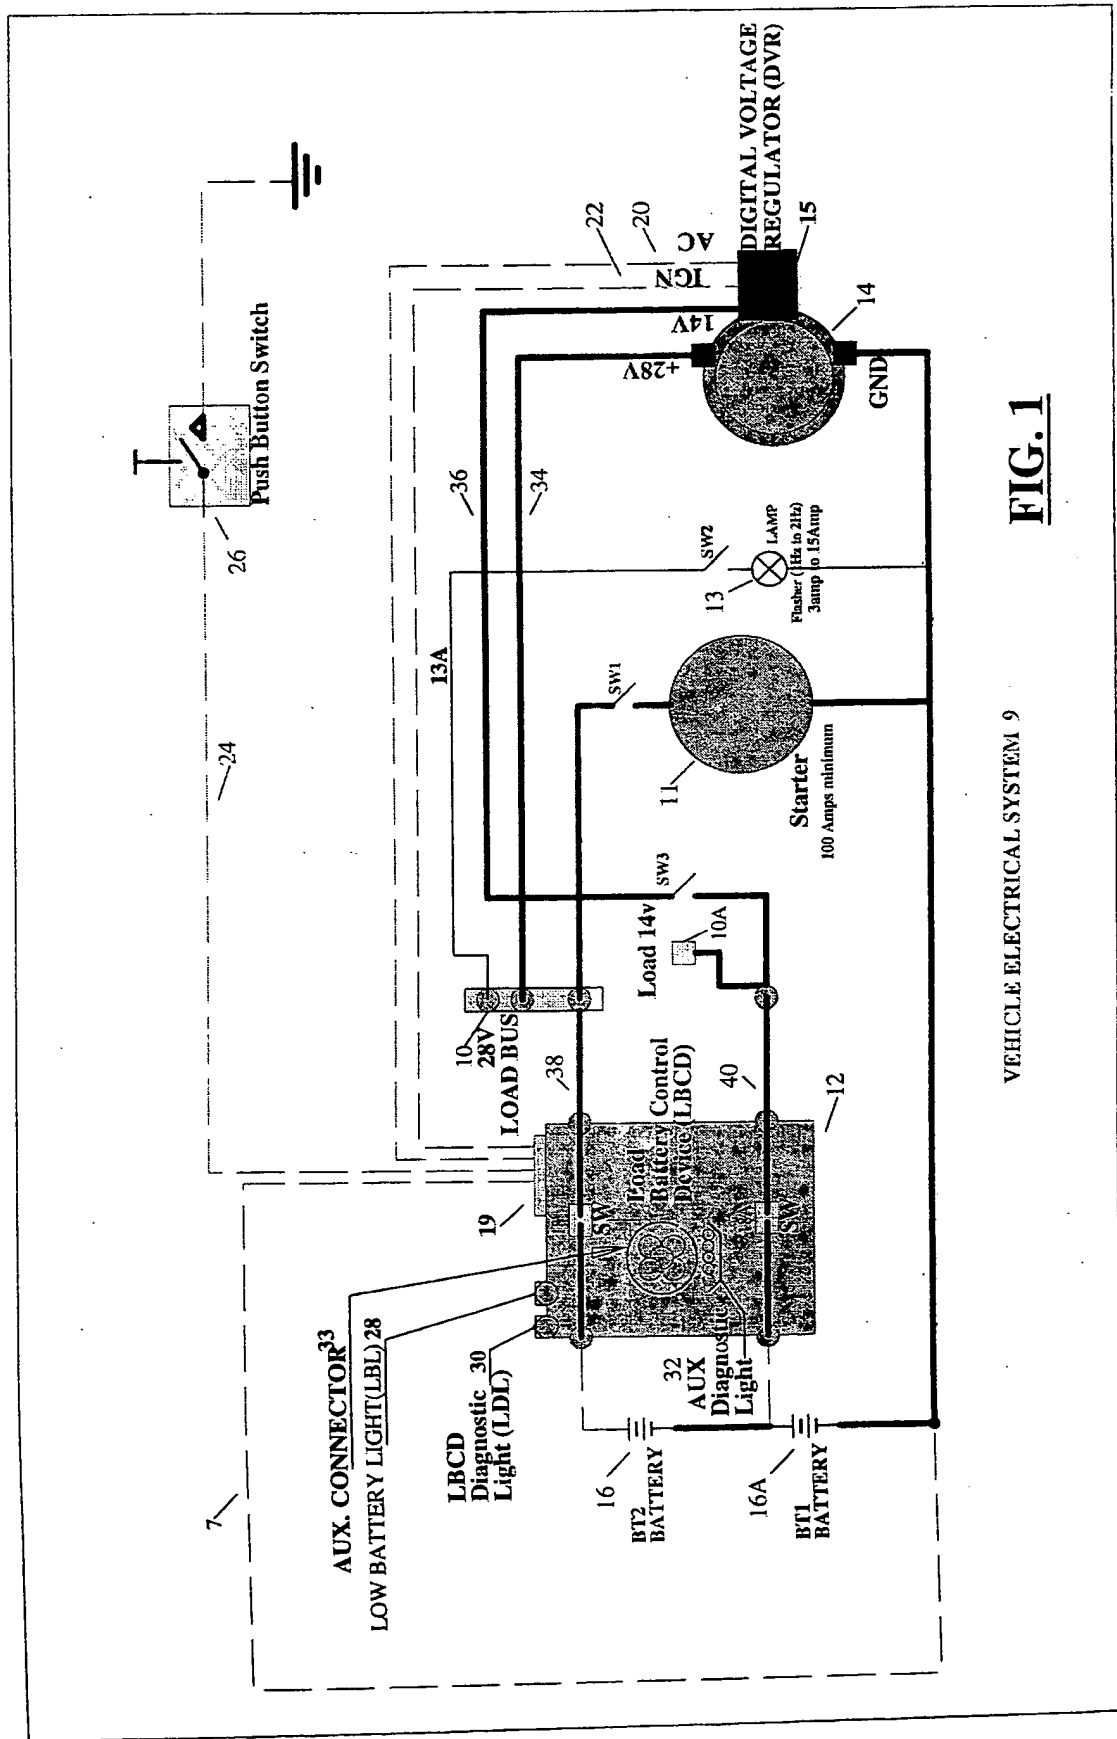 7
24
26
Push Button Switch
AUX. CONNECTOR 33
LOW BATTERY LIGHT(LBL) 28
LBCD
Diagnostic 30
Light (LDL)
19
10
28V
LOAD BUS
13A
36
34
22
20
AC
IGN
14V
+28V
DIGITAL VOLTAGE
REGULATOR (DVR)
15
14
GND
38
SW
Load
Battery Control
Device (LBCD)
32
AUX
Diagnostic
Light
SW
40
12
Load 14v
10A
SW3
SW1
11
Starter
100 Amps minimum
SW2
13
LAMP
Flasher (1Hz to 2Hz)
3amp to 15Amp
16
BT2
BATTERY
16A
BT1
BATTERY
VEHICLE ELECTRICAL SYSTEM 9
FIG. 1